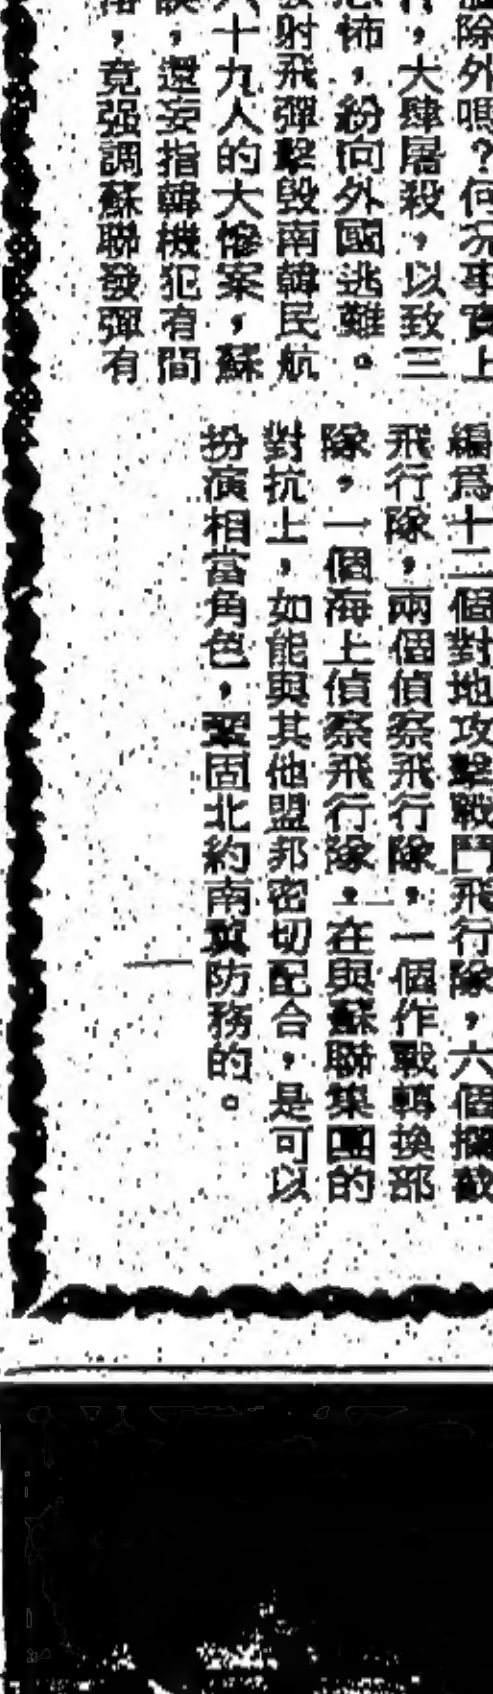 除外嗎？何况事實上
，大肆屠殺，以致三
怖，紛向外國逃難。
射飛彈擊毀南韓民航
十九人的大慘案，蘇
，還妄指韓機犯有間
，竟强調蘇聯發彈有
編爲十二個對地攻擊戰鬥飛行隊，六個攔截
飛行隊，兩個偵察飛行隊，一個作戰轉換部
隊，一個海上偵察飛行隊，在與蘇聯集團的
對抗上，如能與其他盟邦密切配合，是可以
扮演相當角色，鞏固北約南翼防務的。